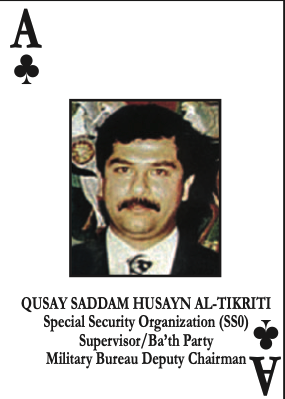 A
QUSAY SADDAM HUSAYN AL-TIKRITI
Special Security Organization (SS0)
Supervisor/Ba'th Party
Military Bureau Deputy Chairman
A